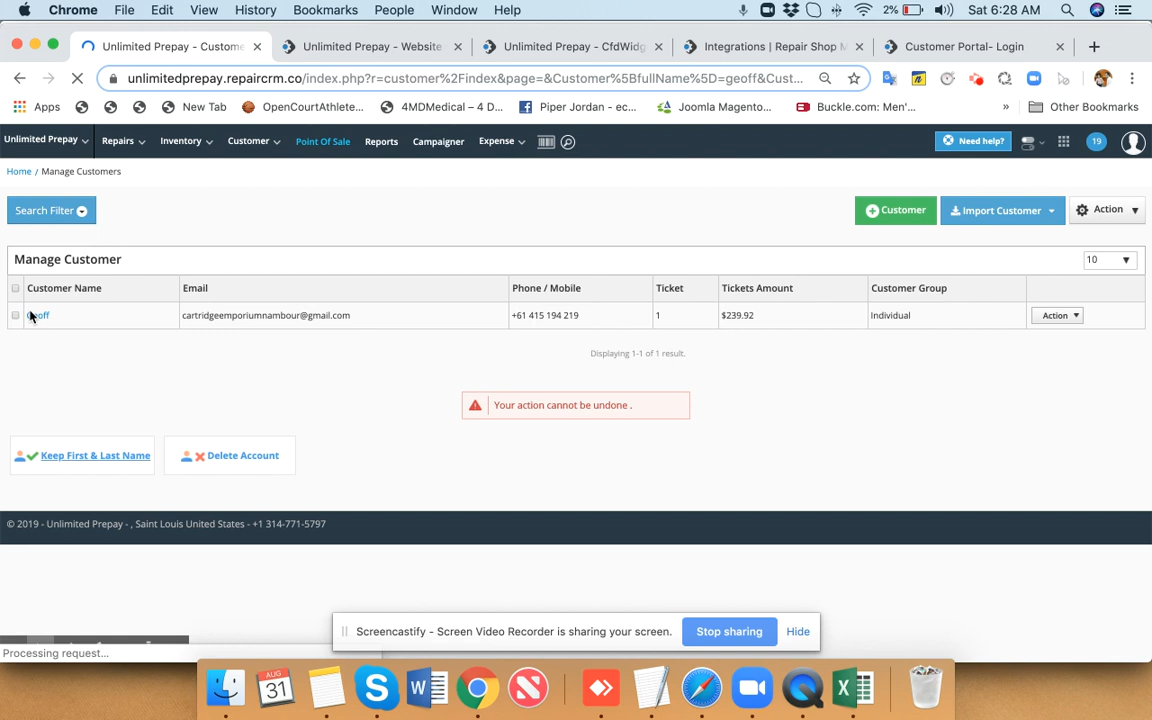 Chrome File Edit View History Bookmarks People Window Help 2% Sat 6:28 AM
Unlimited Prepay - Custome Unlimited Prepay - Website Unlimited Prepay - CfdWidg Integrations | Repair Shop M Customer Portal- Login
unlimitedprepay.repaircrm.co/index.php?r=customer%2Findex&page=&Customer%5BfullName%5D=geoff&Cust...
Apps New Tab OpenCourtAthlete... 4MDMedical – 4 D... Piper Jordan - ec... Joomla Magento... Buckle.com: Men'... » Other Bookmarks
Unlimited Prepay Repairs Inventory Customer Point Of Sale Reports Campaigner Expense Need help? 19
Home / Manage Customers
Search Filter Customer Import Customer Action
Manage Customer 10
Customer Name Email Phone / Mobile Ticket Tickets Amount Customer Group
cartridgeemporiumnambour@gmail.com +61 415 194 219 1 $239.92 Individual Action
Displaying 1-1 of 1 result.
Your action cannot be undone .
Keep First & Last Name Delete Account
© 2019 - Unlimited Prepay - , Saint Louis United States - +1 314-771-5797
Screencastify - Screen Video Recorder is sharing your screen. Stop sharing Hide
Processing request...
AUG
31